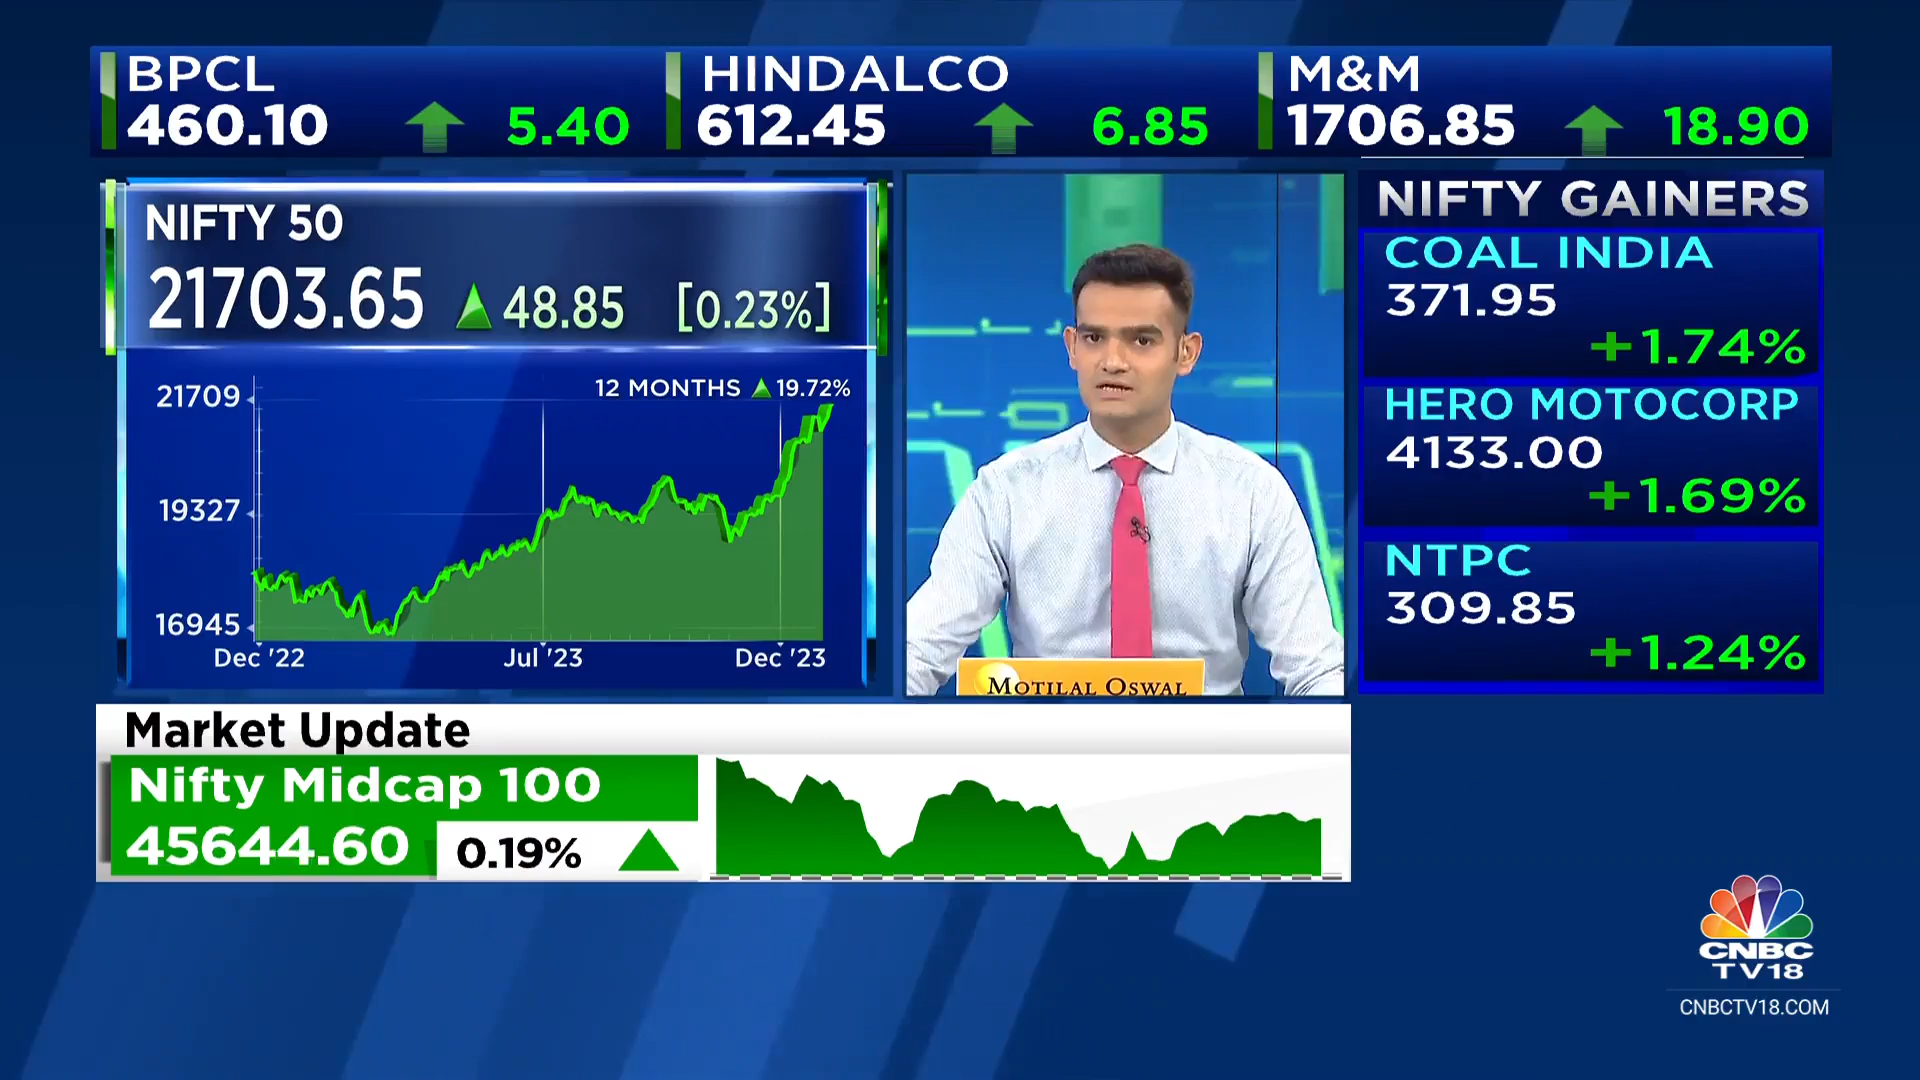 BPCL
460.10 5.40
HINDALCO
612.45 6.85
M&M
1706.85 18.90
NIFTY 50
21703.65 48.85 [0.23%]
12 MONTHS 19.72%
21709
19327
16945
Dec '22 Jul '23 Dec '23
MOTILAL OSWAL
NIFTY GAINERS
COAL INDIA
371.95
+1.74%
HERO MOTOCORP
4133.00
+1.69%
NTPC
309.85
+1.24%
Market Update
Nifty Midcap 100
45644.60 0.19%
CNBC
TV18
CNBCTV18.COM